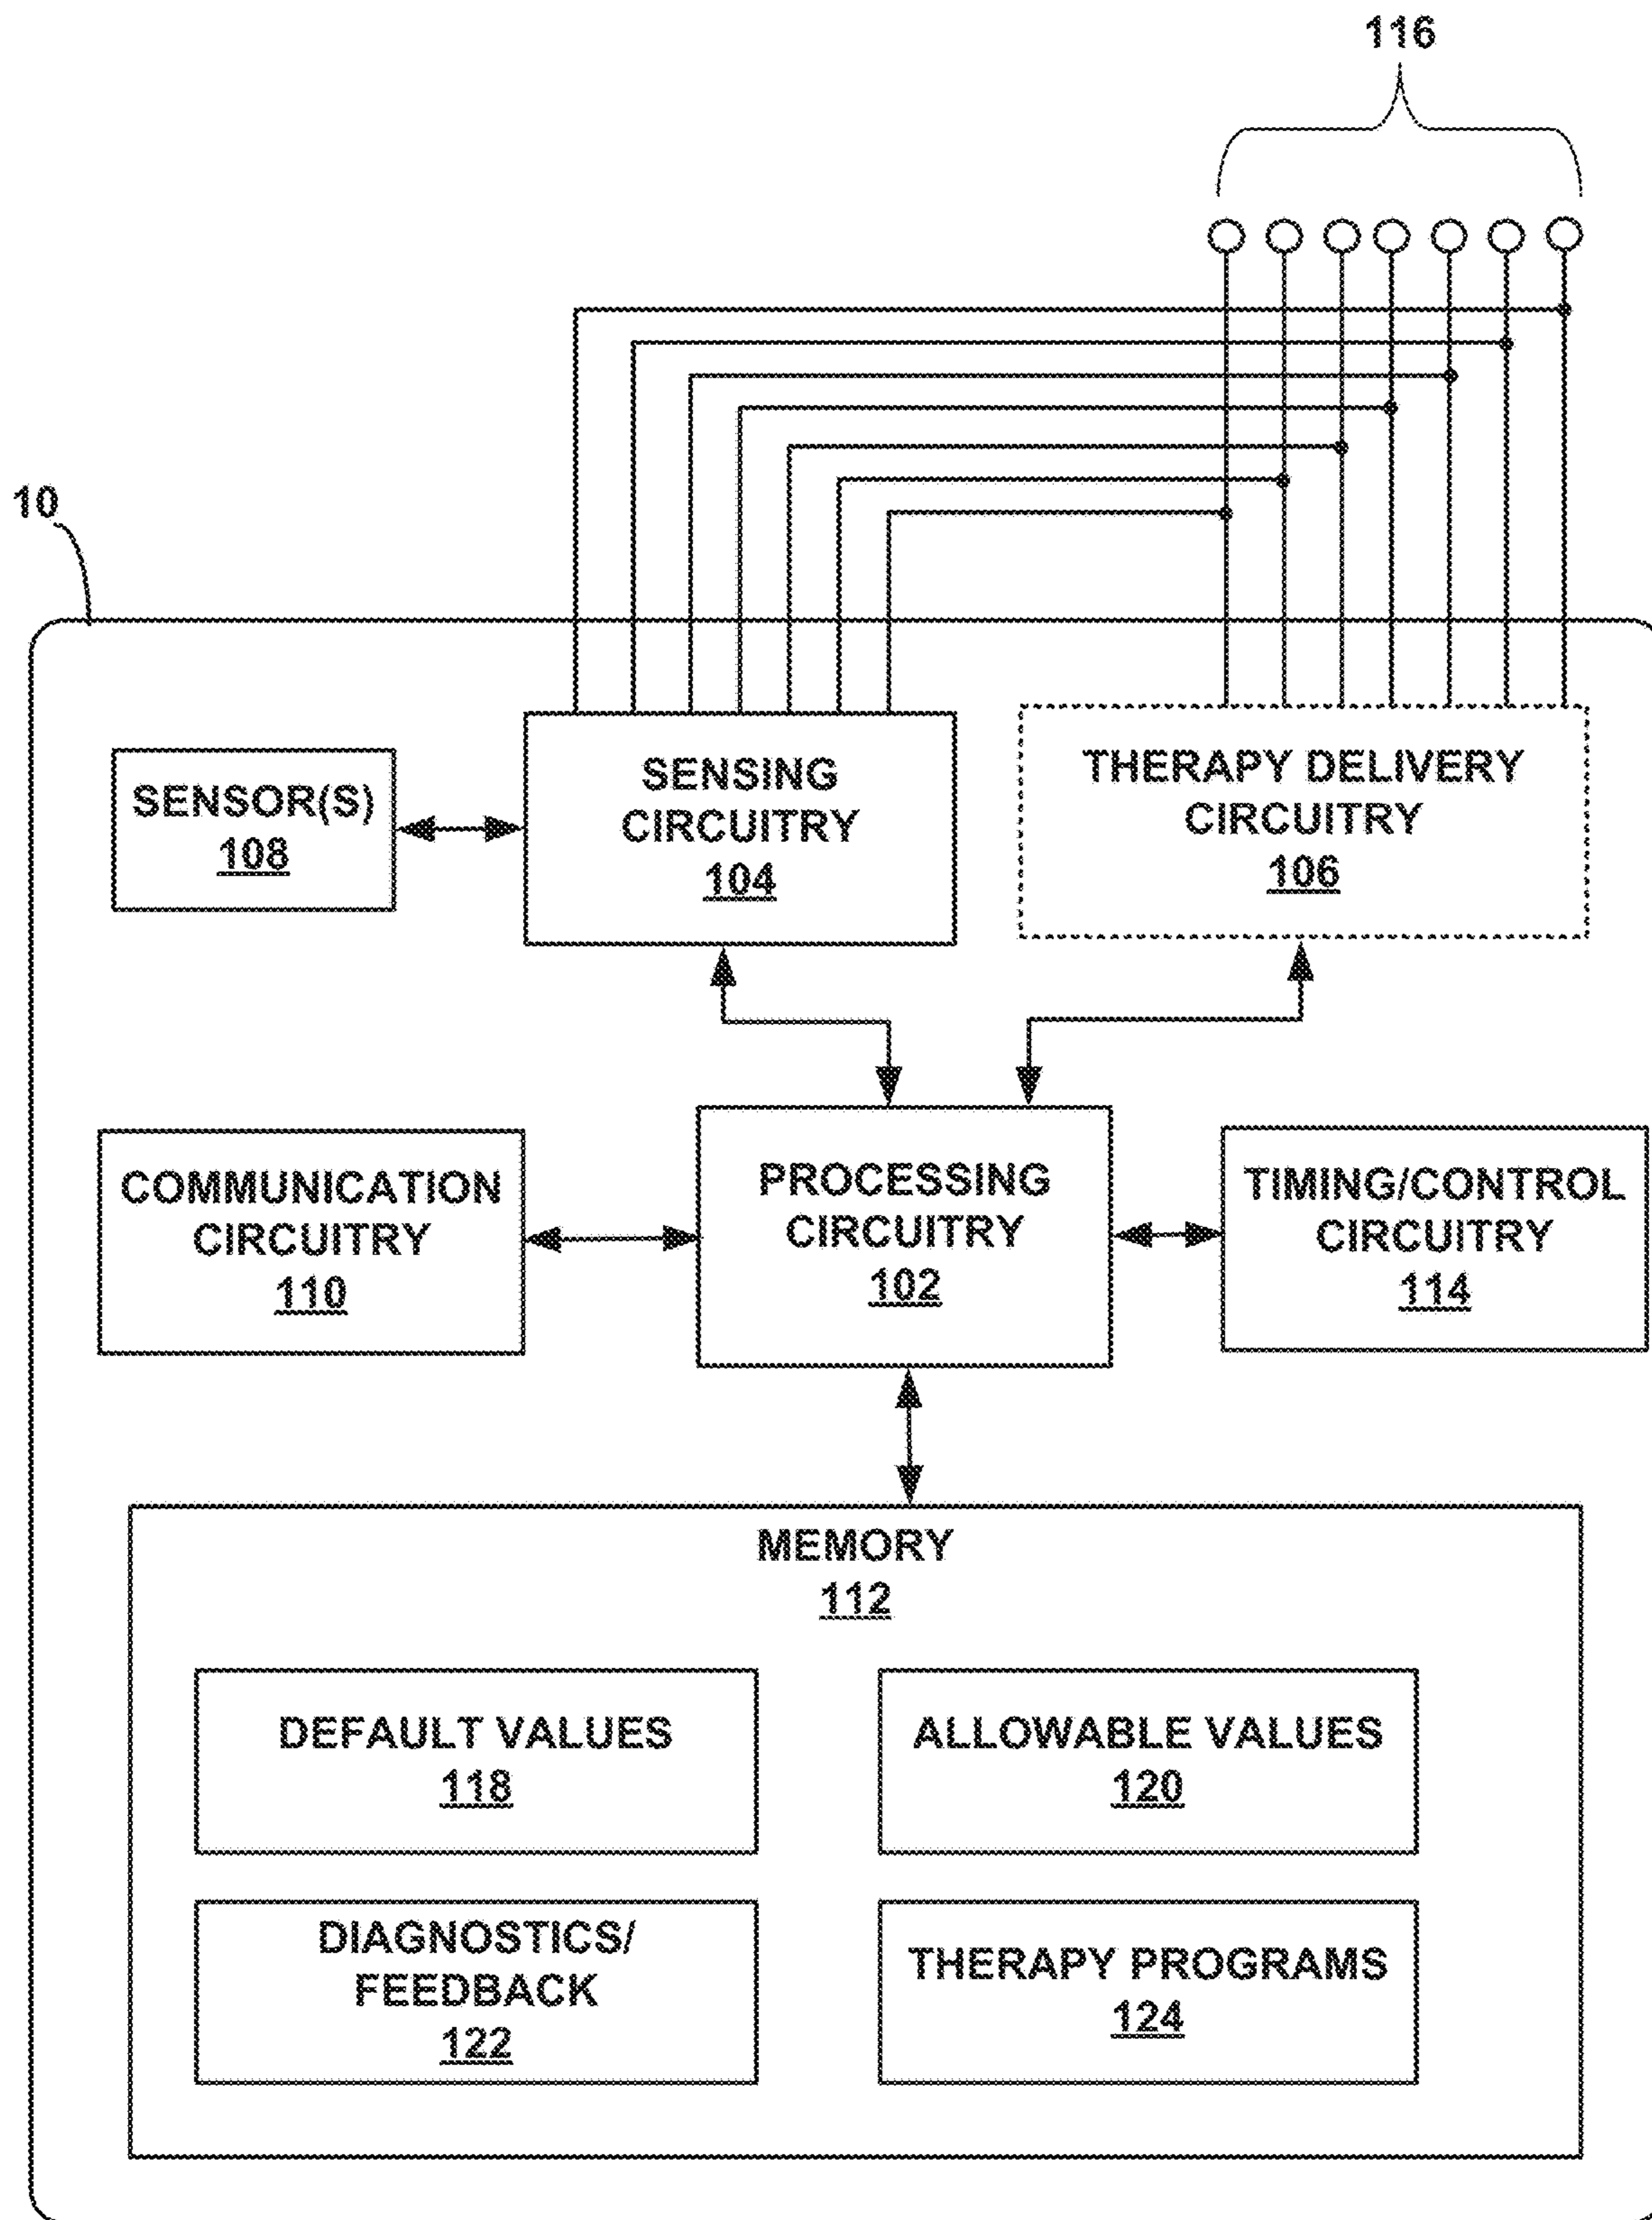 116
10
SENSOR(S)
108
SENSING
CIRCUITRY
104
THERAPY DELIVERY
CIRCUITRY
106
COMMUNICATION
CIRCUITRY
110
PROCESSING
CIRCUITRY
102
TIMING/CONTROL
CIRCUITRY
114
MEMORY
112
DEFAULT VALUES
118
ALLOWABLE VALUES
120
DIAGNOSTICS/
FEEDBACK
122
THERAPY PROGRAMS
124